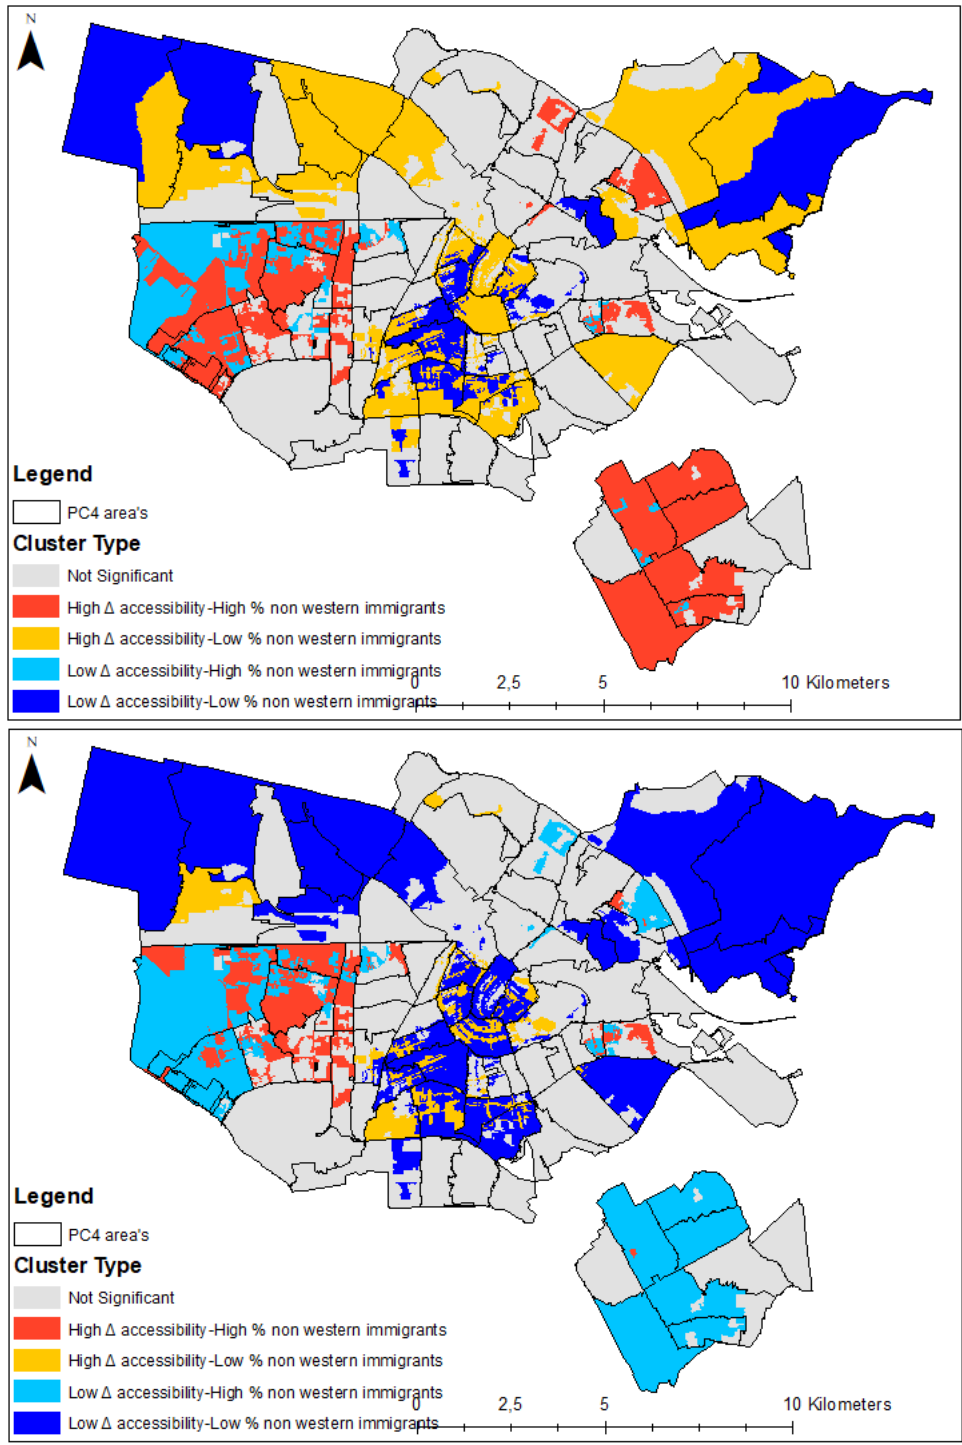 N
Legend
PC4 area's
Cluster Type
Not Significant
High Δ accessibility-High % non western immigrants
High Δ accessibility-Low % non western immigrants
Low Δ accessibility-High % non western immigrants
Low Δ accessibility-Low % non western immigrants
0 2,5 5 10 Kilometers
N
Legend
PC4 area's
Cluster Type
Not Significant
High Δ accessibility-High % non western immigrants
High Δ accessibility-Low % non western immigrants
Low Δ accessibility-High % non western immigrants
Low Δ accessibility-Low % non western immigrants
0 2,5 5 10 Kilometers